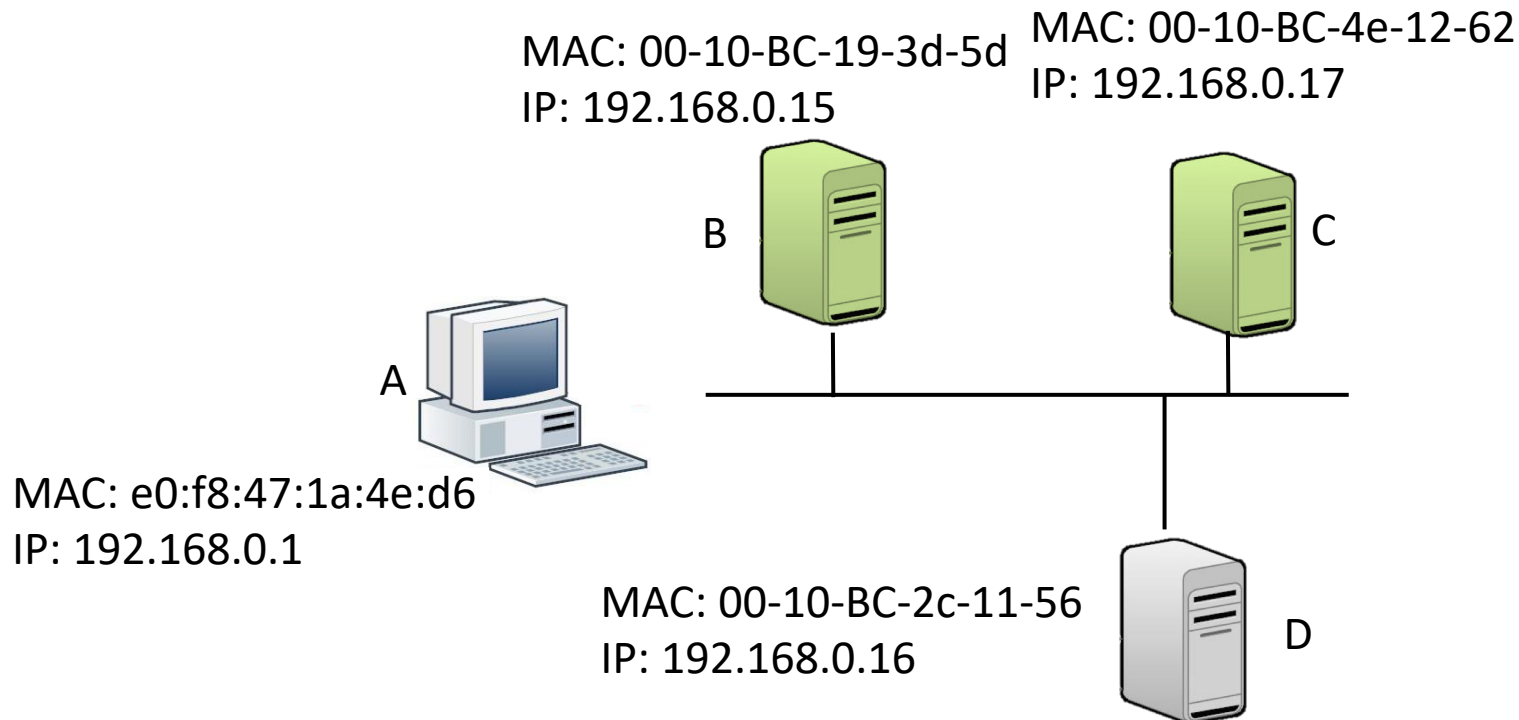 MAC: 00-10-BC-19-3d-5d
IP: 192.168.0.15
MAC: 00-10-BC-4e-12-62
IP: 192.168.0.17
B
C
A
MAC: e0:f8:47:1a:4e:d6
IP: 192.168.0.1
MAC: 00-10-BC-2c-11-56
IP: 192.168.0.16
D